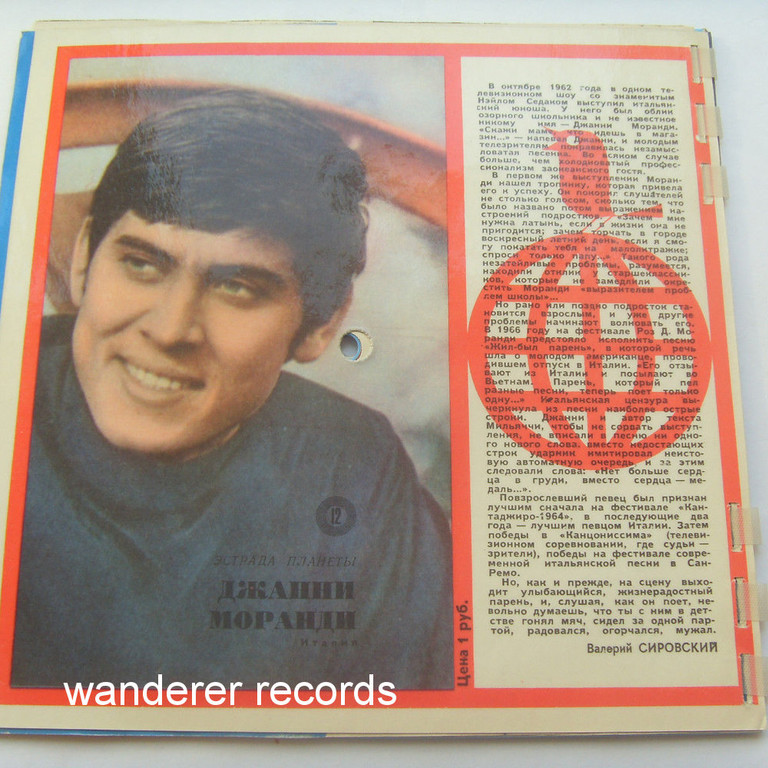 В октябре 1962 года в одном те-
левизионном шоу со знаменитым
Нэйлом Седаком выступил итальян-
ский юноша. У него был облик
озорного школьника и не известное
никому имя — Джанни Моранди.
«Скажи маме, что идешь в мага-
зин...» — напевал Джанни, и молодым
телезрителям понравилась незамыс-
ловатая песенка. Во всяком случае
больше, чем холодноватый профес-
сионализм заокеанского гостя.
В первом же выступлении Моран-
ди нашел тропинку, которая привела
его к успеху. Он покорил слушателей
не столько голосом, сколько тем, что
было названо потом выражением на-
строений подростков. «Зачем мне
нужна латынь, если в жизни она не
пригодится; зачем торчать в городе
воскресный летний день, если я смо-
гу покатать тебя на малолитражке;
спрос только папу...» Такого рода
незатейливые проблемы, разумеется,
находили отклик у старшеклассни-
ков, которые не замедлили окре-
стить Моранди «выразителем проб-
лем школы»...
Но рано или поздно подросток ста-
новится взрослым, и уже другие
проблемы начинают волновать его.
В 1966 году на фестивале Роз Д. Мо-
ранди предстояло исполнить песню
«Жил-был парень», в которой речь
шла о молодом американце, прово-
дившем отпуск в Италии. «Его отзы-
вают из Италии и посылают во
Вьетнам. Парень, который пел
разные песни, теперь поет только
одну...» Итальянская цензура вы-
черкнула из песни наиболее острые
строки. Джанни и автор текста
Мильаччи, чтобы не сорвать выступ-
ления, не вписали в песню ни одно-
го нового слова, вместо недостающих
строк ударник имитировал неисто-
вую автоматную очередь, и за этим
следовали слова: «Нет больше серд-
ца в груди, вместо сердца — ме-
даль...».
Повзрослевший певец был признан
лучшим сначала на фестивале «Кан-
таджиро-1964», в последующие два
года — лучшим певцом Италии. Затем
победы в «Канцониссима» (телеви-
зионном соревновании, где судьи —
зрители), победы на фестивале совре-
менной итальянской песни в Сан-
Ремо.
Но, как и прежде, на сцену выхо-
дит улыбающийся, жизнерадостный
парень, и, слушая, как он поет, не-
вольно думаешь, что ты с ним в дет-
стве гонял мяч, сидел за одной пар-
той, радовался, огорчался, мужал.
Валерий СИРОВСКИЙ
12
ЭСТРАДА ПЛАНЕТЫ
ДЖАННИ
МОРАНДИ
Италия
Цена 1 руб.
wanderer records